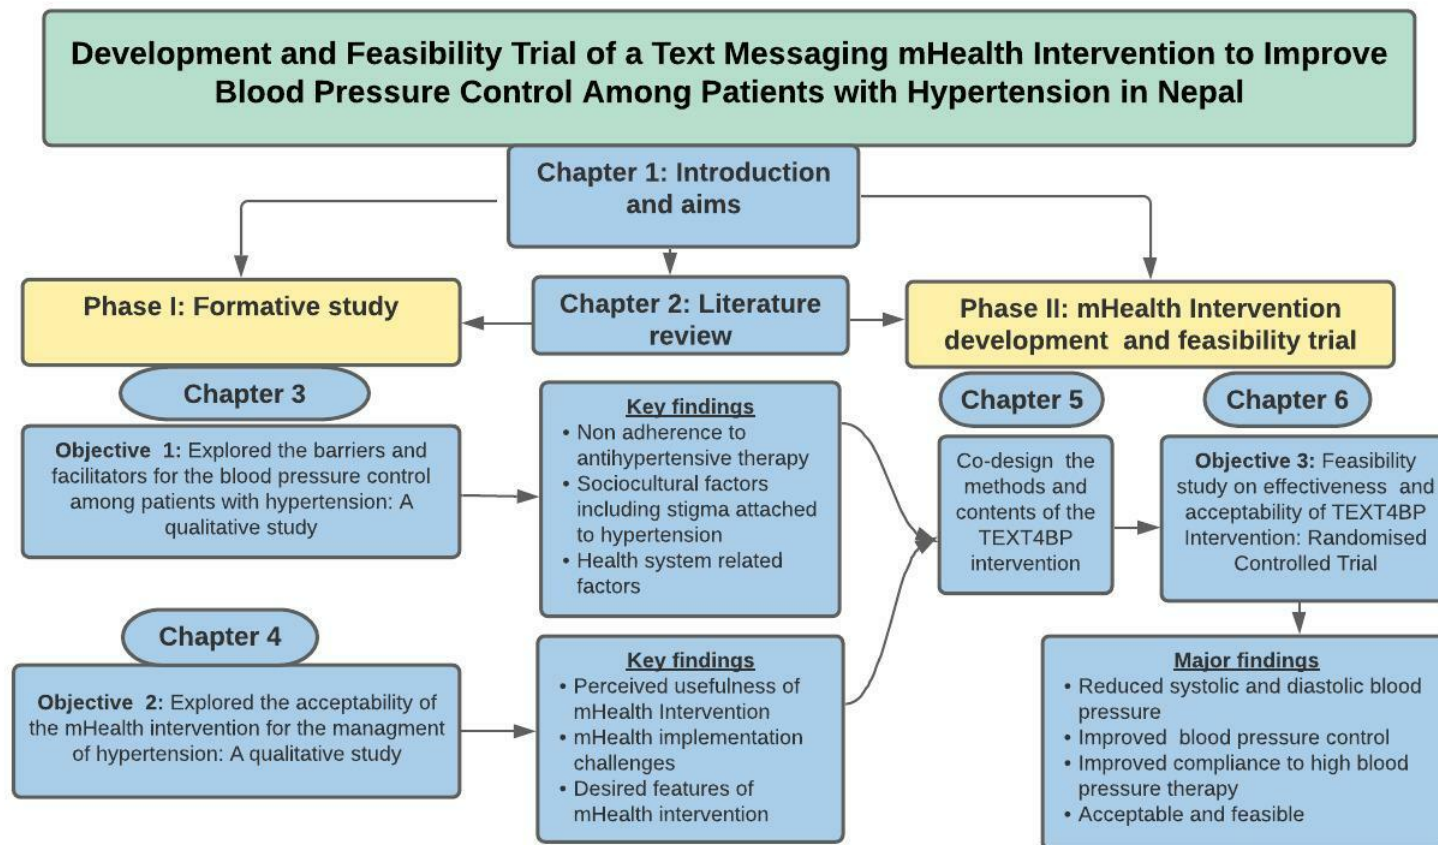 Development and Feasibility Trial of a Text Messaging mHealth Intervention to Improve
Blood Pressure Control Among Patients with Hypertension in Nepal
Chapter 1: Introduction
and aims
Phase I: Formative study
Chapter 2: Literature
review
Phase II: mHealth Intervention
development and feasibility trial
Chapter 3
Objective 1: Explored the barriers and
facilitators for the blood pressure control
among patients with hypertension: A
qualitative study
Key findings
• Non adherence to
antihypertensive therapy
• Sociocultural factors
including stigma attached
to hypertension
• Health system related
factors
Chapter 4
Objective 2: Explored the acceptability of
the mHealth intervention for the managment
of hypertension: A qualitative study
Key findings
• Perceived usefulness of
mHealth Intervention
• mHealth implementation
challenges
• Desired features of
mHealth intervention
Chapter 5
Co-design the
methods and
contents of the
TEXT4BP
intervention
Chapter 6
Objective 3: Feasibility
study on effectiveness and
acceptability of TEXT4BP
Intervention: Randomised
Controlled Trial
Major findings
• Reduced systolic and diastolic blood
pressure
• Improved blood pressure control
• Improved compliance to high blood
pressure therapy
• Acceptable and feasible